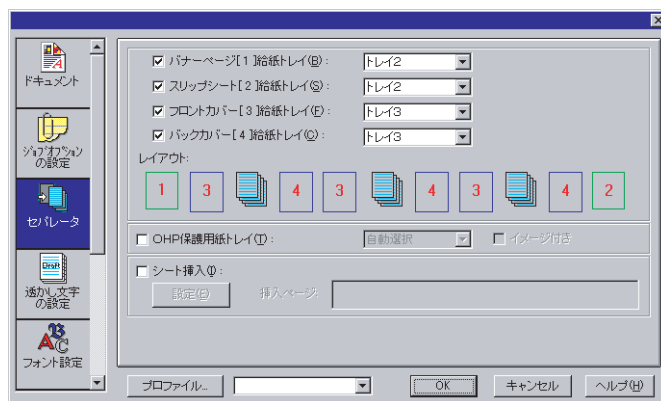 ドキュメント
ジョブオプション
の設定
セパレータ
Draft
透かし文字
の設定
フォント設定
バナーページ[1]給紙トレイ(B): トレイ2
スリップシート[2]給紙トレイ(S): トレイ2
フロントカバー[3]給紙トレイ(F): トレイ3
バックカバー[4]給紙トレイ(C): トレイ3
レイアウト:
1 3 4 3 4 3 4 2
OHP保護用紙トレイ(T): 自動選択 イメージ付き
シート挿入(I):
設定(E) 挿入ページ:
プロファイル... OK キャンセル ヘルプ(H)